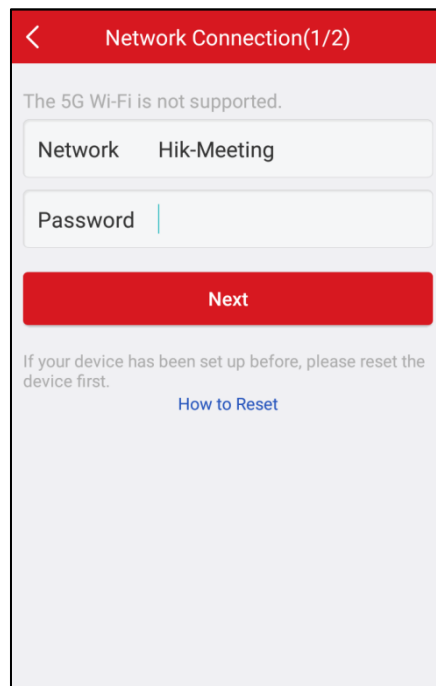 Network Connection(1/2)
The 5G Wi-Fi is not supported.
Network Hik-Meeting
Password
Next
If your device has been set up before, please reset the
device first.
How to Reset